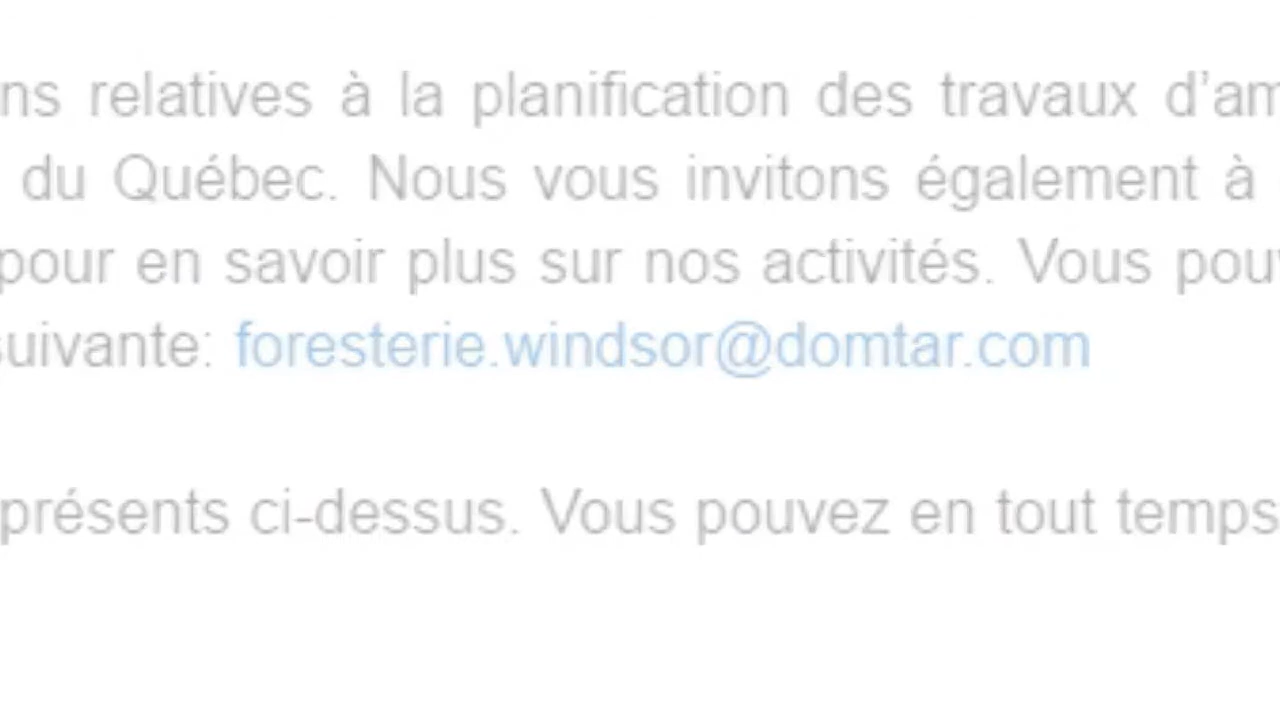 ns relatives à la planification des travaux d'am
du Québec. Nous vous invitons également à
pour en savoir plus sur nos activités. Vous pouv
suivante: foresterie.windsor@domtar.com
présents ci-dessus. Vous pouvez en tout temps